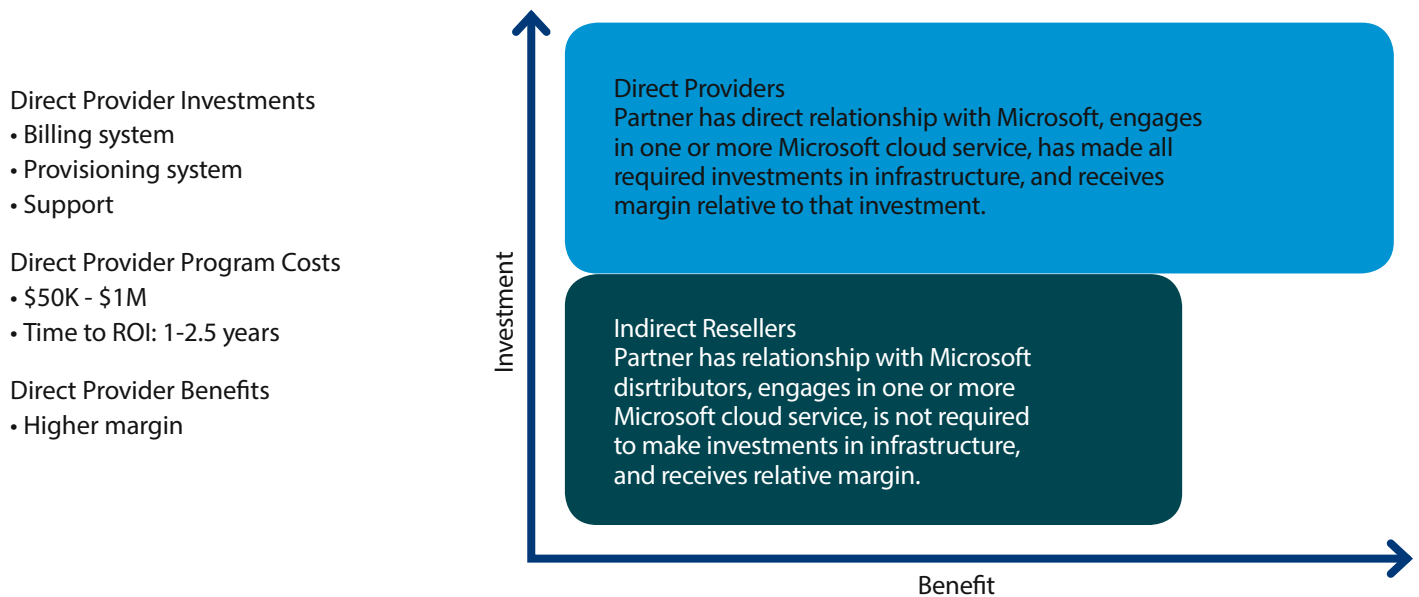 Direct Provider Investments
• Billing system
• Provisioning system
• Support
Direct Provider Program Costs
• $50K - $1M
• Time to ROI: 1-2.5 years
Direct Provider Benefits
• Higher margin
Investment
Direct Providers
Partner has direct relationship with Microsoft, engages
in one or more Microsoft cloud service, has made all
required investments in infrastructure, and receives
margin relative to that investment.
Indirect Resellers
Partner has relationship with Microsoft
disrtributors, engages in one or more
Microsoft cloud service, is not required
to make investments in infrastructure,
and receives relative margin.
Benefit